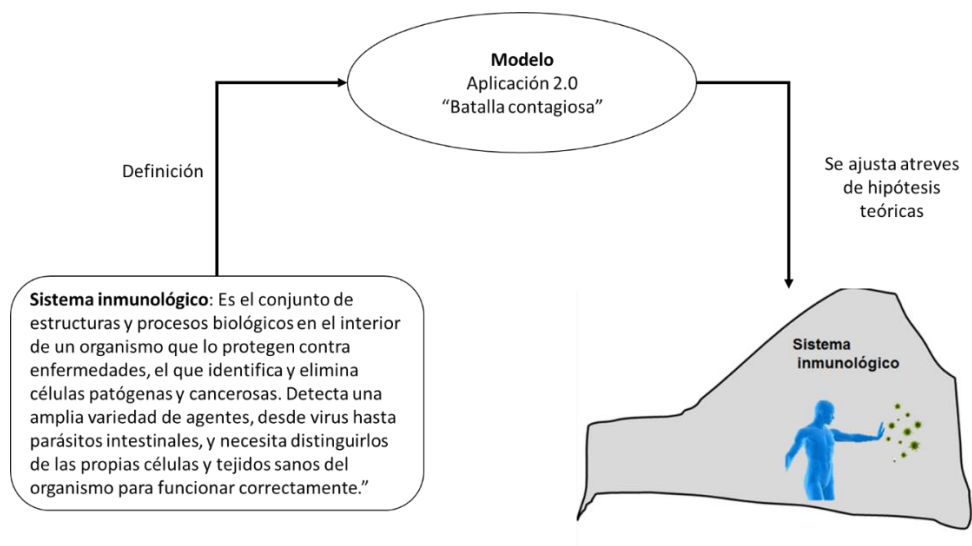 Modelo
Aplicación 2.0
“Batalla contagiosa”
Definición
Se ajusta atreves
de hipótesis
teóricas
Sistema inmunológico: Es el conjunto de
estructuras y procesos biológicos en el interior
de un organismo que lo protegen contra
enfermedades, el que identifica y elimina
células patógenas y cancerosas. Detecta una
amplia variedad de agentes, desde virus hasta
parásitos intestinales, y necesita distinguirlos
de las propias células y tejidos sanos del
organismo para funcionar correctamente.”
Sistema
inmunológico